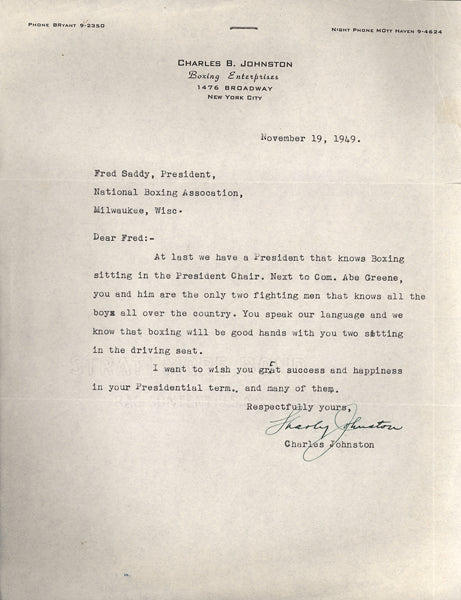 PHONE BRYANT 9-2350
NIGHT PHONE MOTT HAVEN 9-4624
CHARLES B. JOHNSTON
Boxing Enterprises
1476 BROADWAY
NEW YORK CITY
November 19, 1949.
Fred Saddy, President,
National Boxing Assocation,
Milwaukee, Wisc.
Dear Fred:-
At last we have a President that knows Boxing
sitting in the President Chair. Next to Com. Abe Greene,
you and him are the only two fighting men that knows all the
boys all over the country. You speak our language and we
know that boxing will be good hands with you two sitting
in the driving seat.
I want to wish you great success and happiness
in your Presidential term., and many of them.
Respectfully yours,
Charley Johnston
Charles Johnston